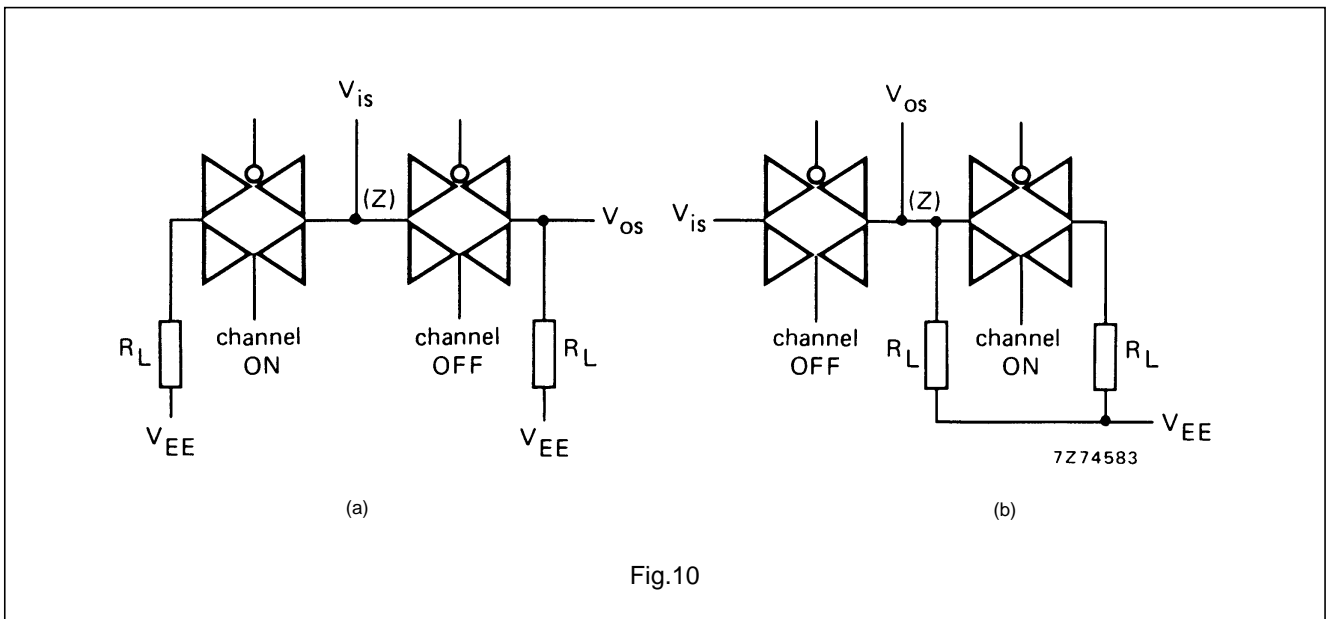 V_is
(Z)
V_os
R_L
channel
ON
channel
OFF
R_L
V_EE
V_EE
(a)
V_os
V_is
(Z)
channel
OFF
R_L
channel
ON
R_L
V_EE
7Z74583
(b)
Fig.10